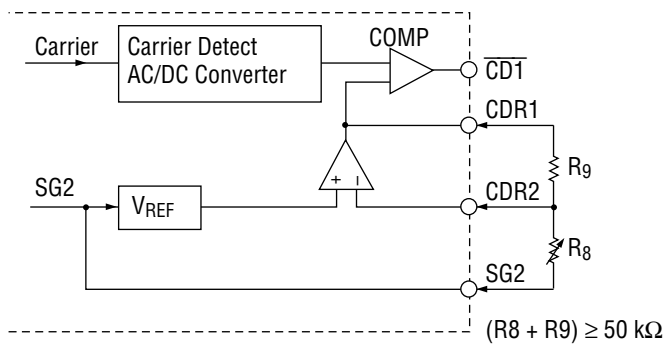 Carrier
Carrier Detect
AC/DC Converter
COMP
CD1
CDR1
R9
+ –
SG2
VREF
CDR2
R8
SG2
(R8 + R9) ≥ 50 kΩ